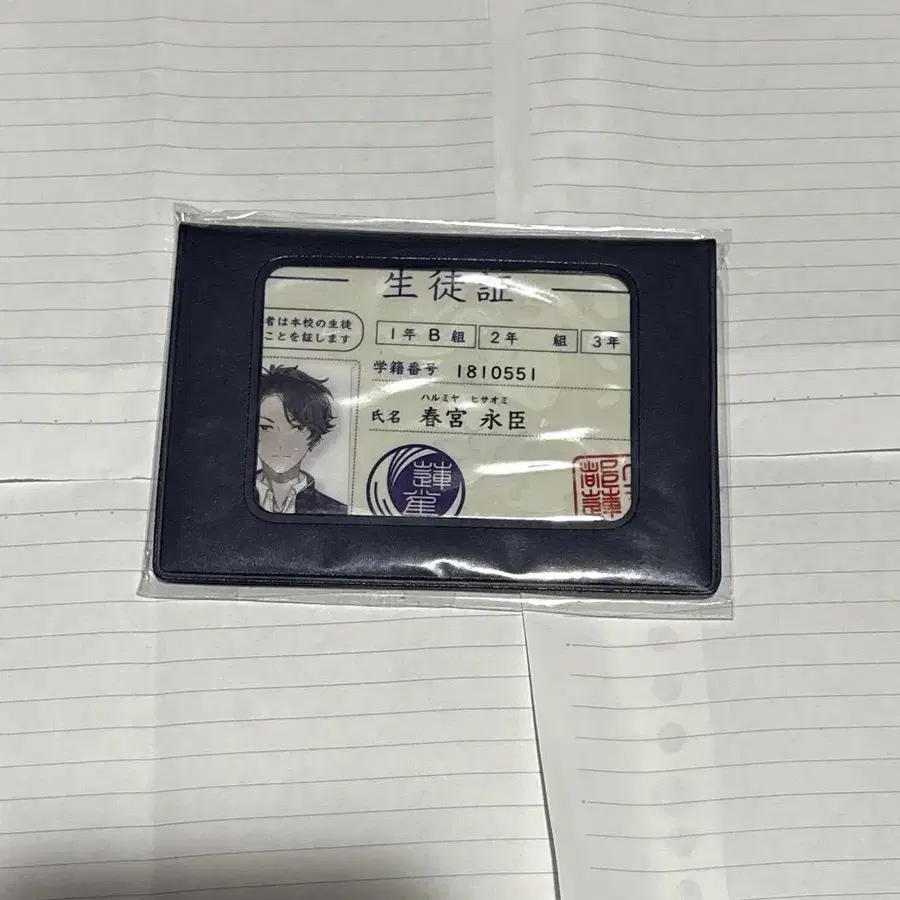 生徒証
者は本校の生徒
ことを証します
1年 B 組 2年 組 3年
学籍番号 1810551
ハルミヤ ヒサオミ
氏名 春宮 永臣
蓮雀